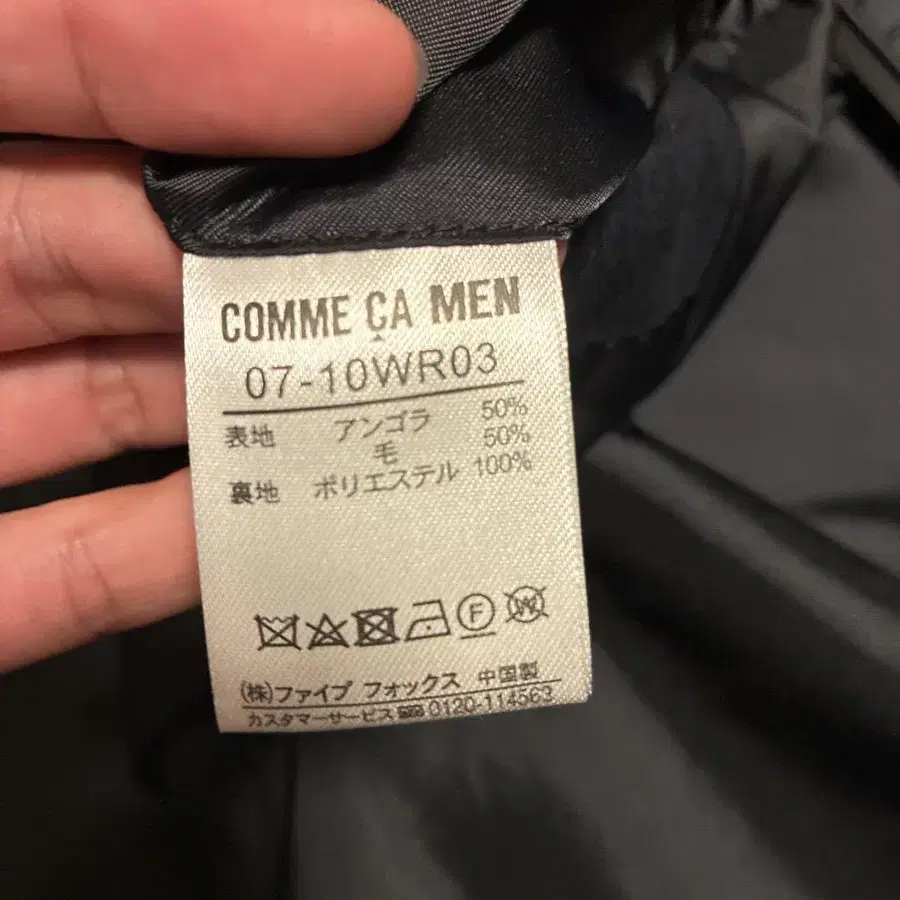 COMME ÇA MEN
07-10WR03
表地 アンゴラ 50%
毛 50%
裏地 ポリエステル 100%
F
W
(株)ファイブ フォックス 中国製
カスタマーサービス 0120-114563